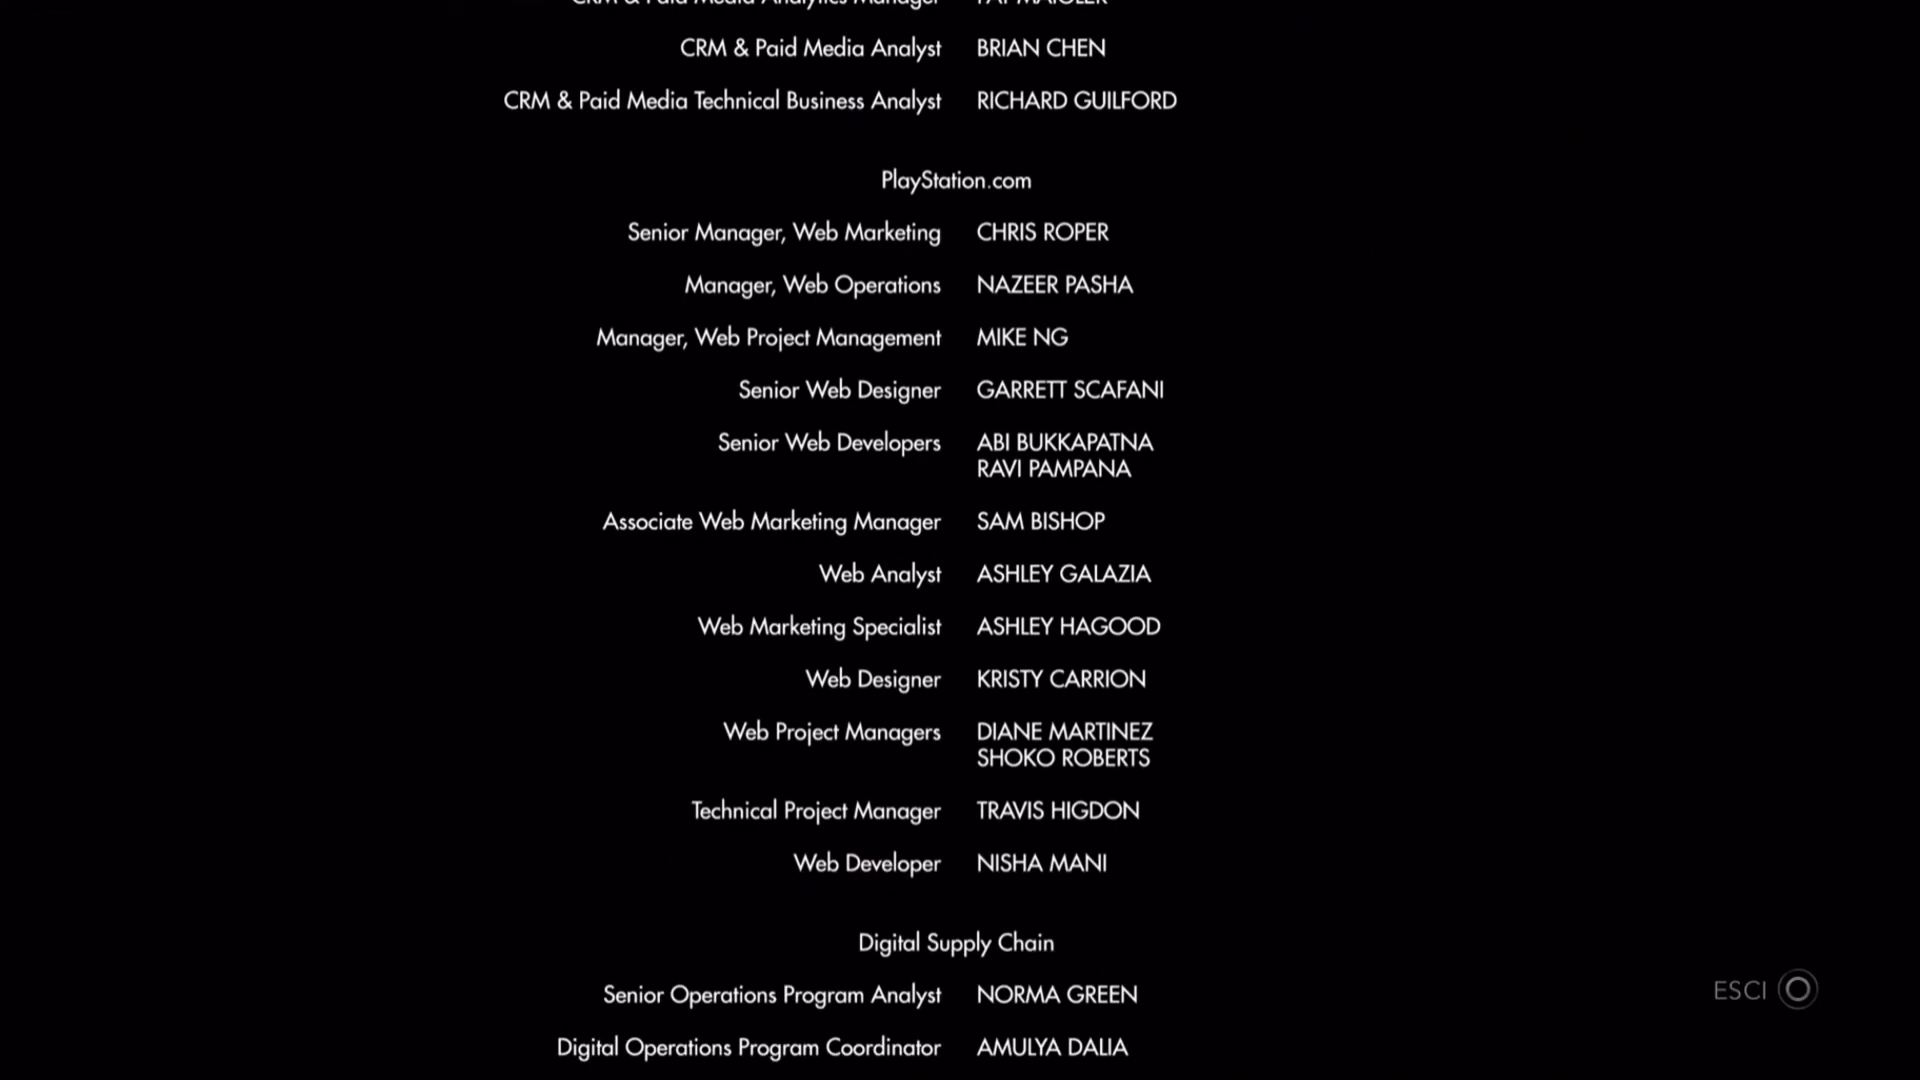 CRM & Paid Media Analytics Manager
CRM & Paid Media Analyst BRIAN CHEN
CRM & Paid Media Technical Business Analyst RICHARD GUILFORD
PlayStation.com
Senior Manager, Web Marketing CHRIS ROPER
Manager, Web Operations NAZEER PASHA
Manager, Web Project Management MIKE NG
Senior Web Designer GARRETT SCAFANI
Senior Web Developers ABI BUKKAPATNA
RAVI PAMPANA
Associate Web Marketing Manager SAM BISHOP
Web Analyst ASHLEY GALAZIA
Web Marketing Specialist ASHLEY HAGOOD
Web Designer KRISTY CARRION
Web Project Managers DIANE MARTINEZ
SHOKO ROBERTS
Technical Project Manager TRAVIS HIGDON
Web Developer NISHA MANI
Digital Supply Chain
Senior Operations Program Analyst NORMA GREEN
ESCI
Digital Operations Program Coordinator AMULYA DALIA